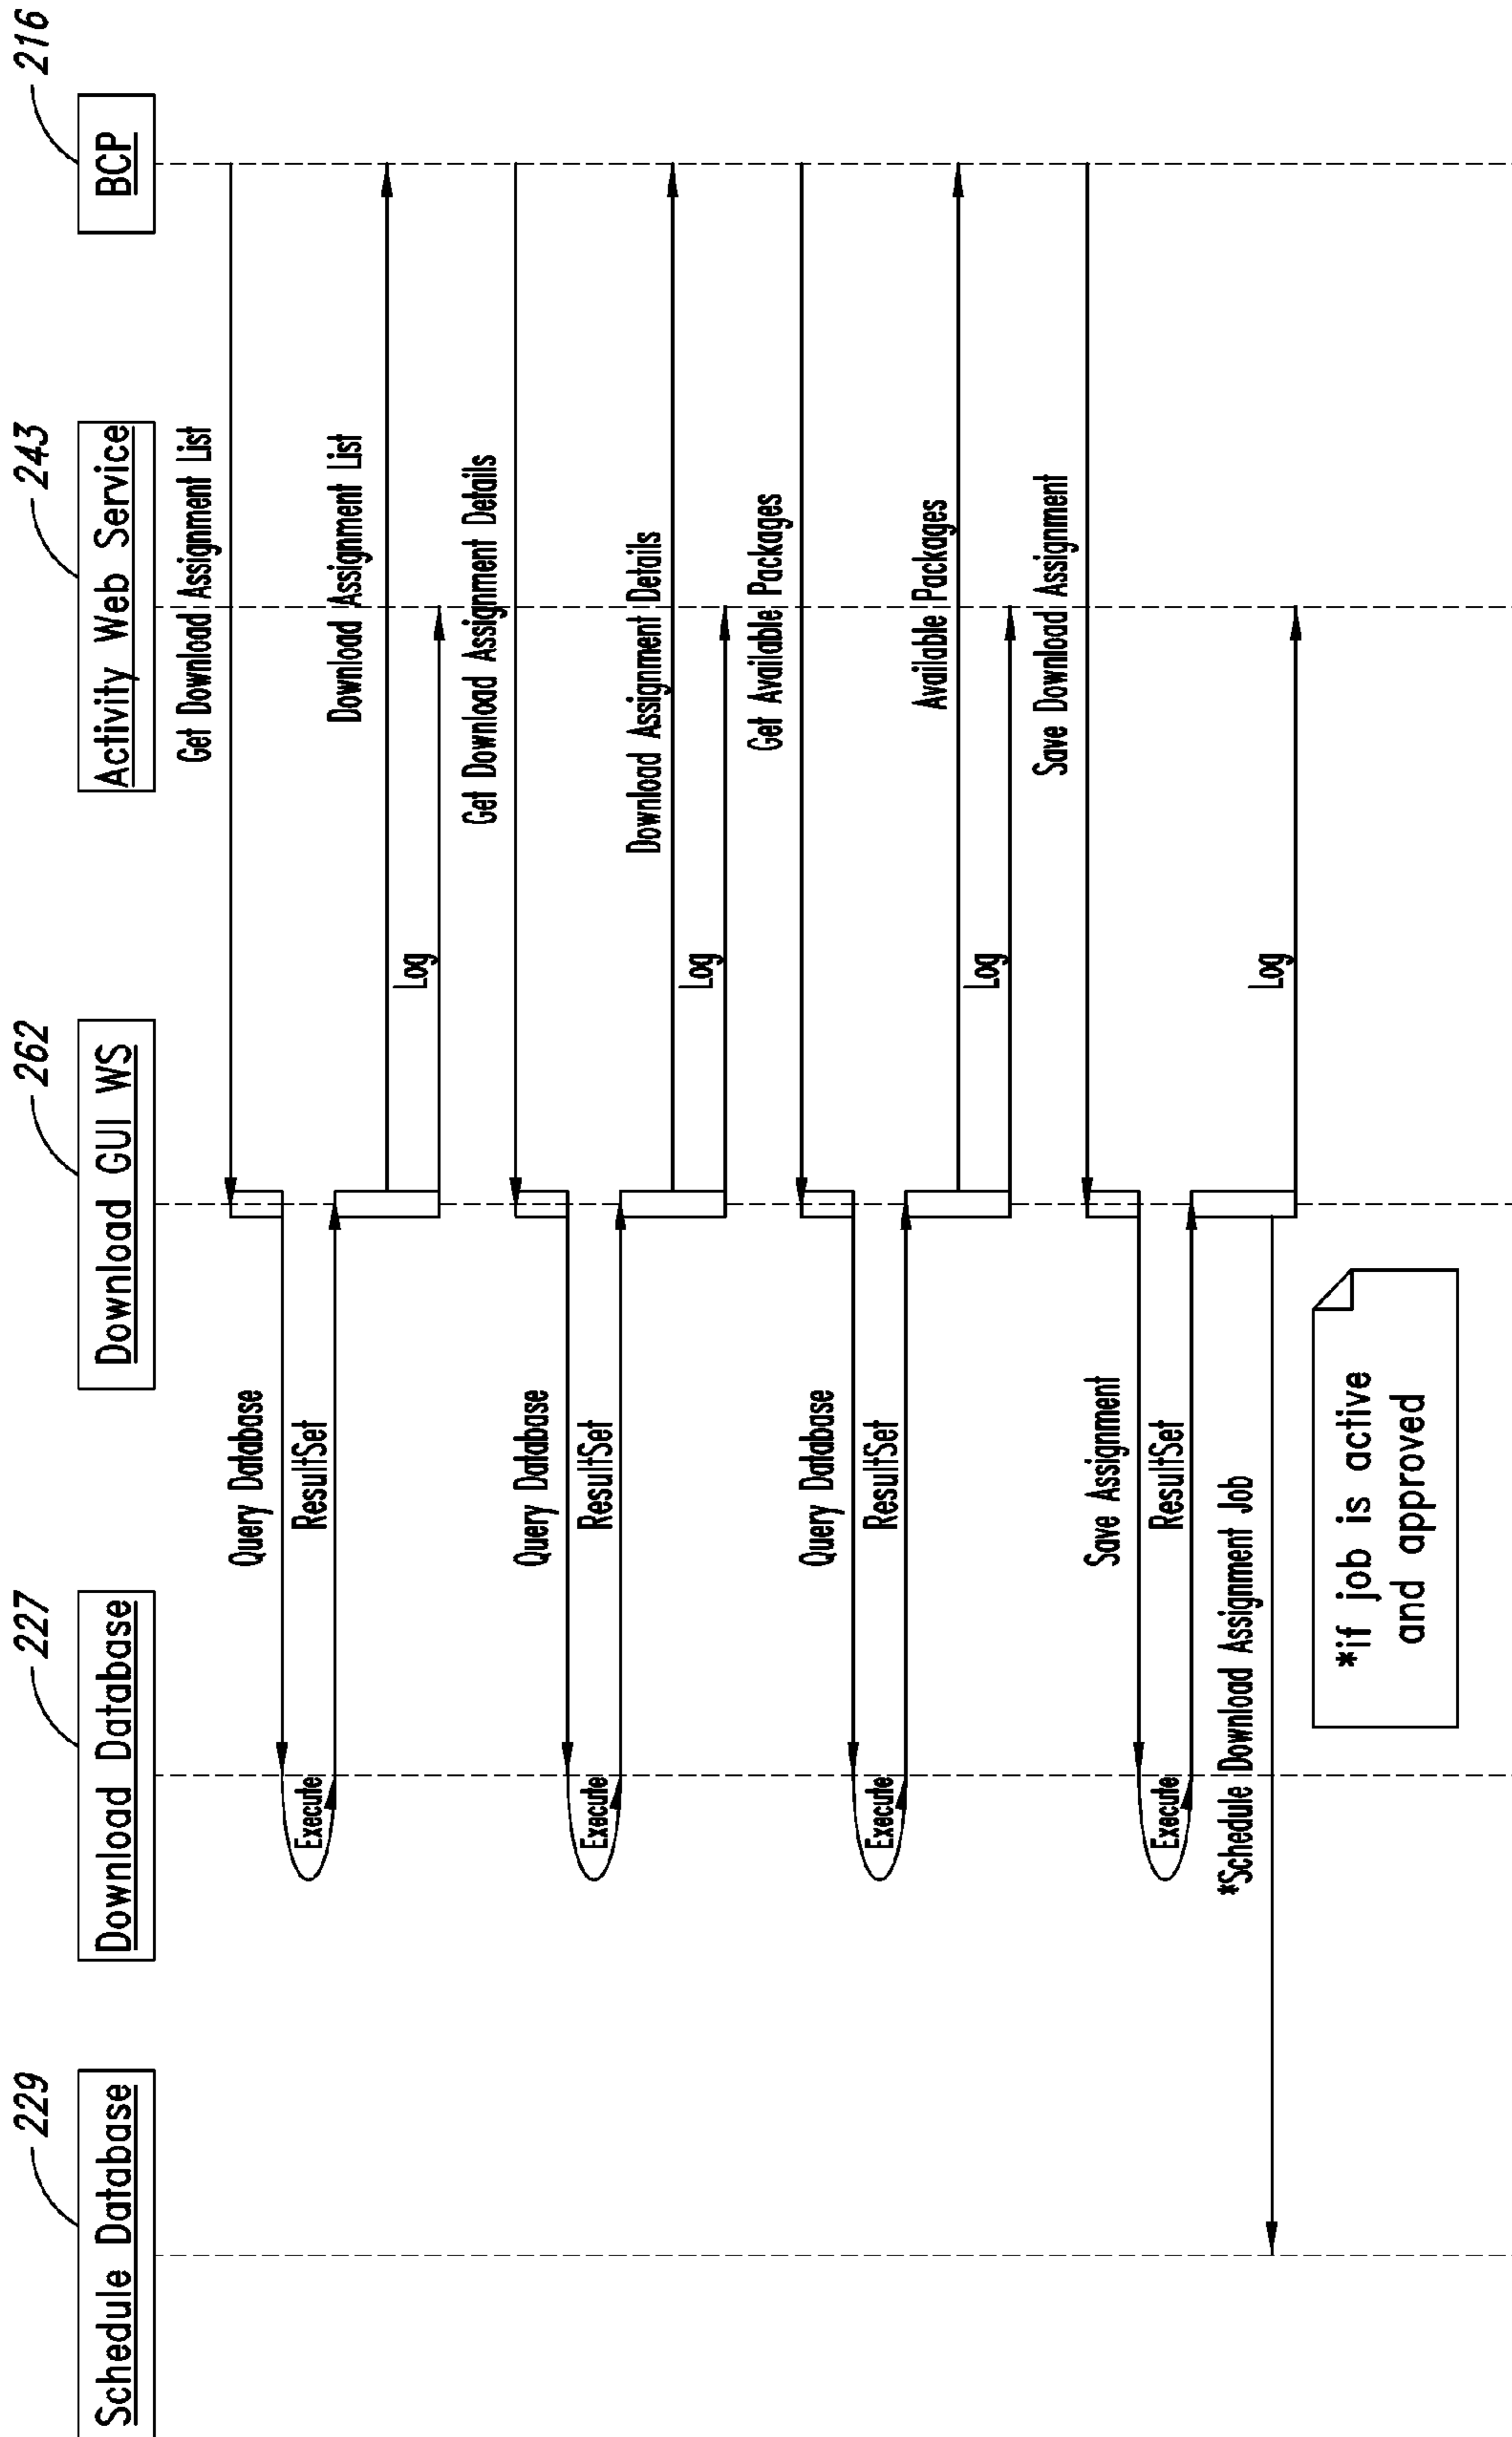 216
243
262
227
229
BCP
Activity Web Service
Download GUI WS
Download Database
Schedule Database
Get Download Assignment List
Query Database
Execute
ResultSet
Download Assignment List
Log
Get Download Assignment Details
Query Database
Execute
ResultSet
Download Assignment Details
Log
Get Available Packages
Query Database
Execute
ResultSet
Available Packages
Log
Save Download Assignment
Save Assignment
Execute
ResultSet
*Schedule Download Assignment Job
Log
*if job is active
and approved